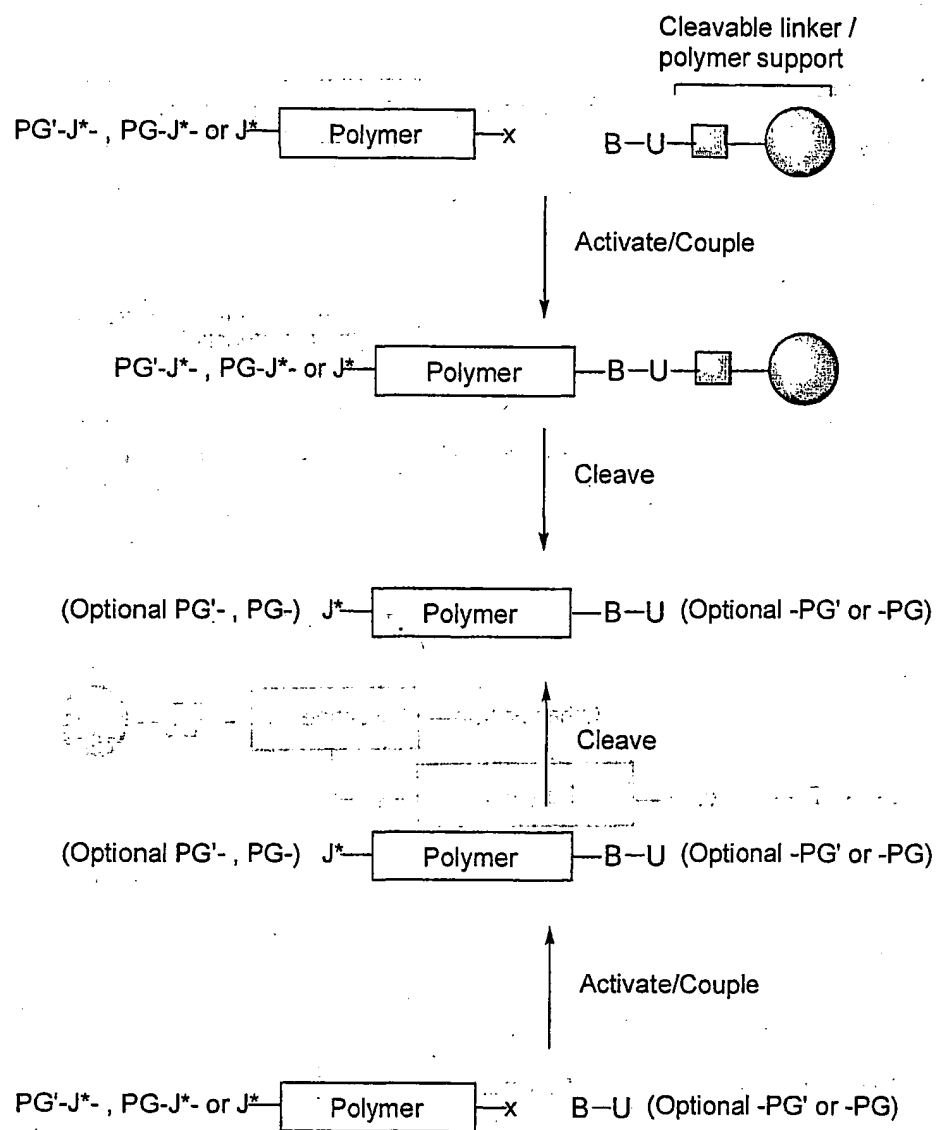 Cleavable linker /
polymer support
PG'-J*- , PG-J*- or J* Polymer x B-U
Activate/Couple
PG'-J*- , PG-J*- or J* Polymer B-U
Cleave
(Optional PG'- , PG-) J* Polymer B-U (Optional -PG' or -PG)
Cleave
(Optional PG'- , PG-) J* Polymer B-U (Optional -PG' or -PG)
Activate/Couple
PG'-J*- , PG-J*- or J* Polymer x B-U (Optional -PG' or -PG)